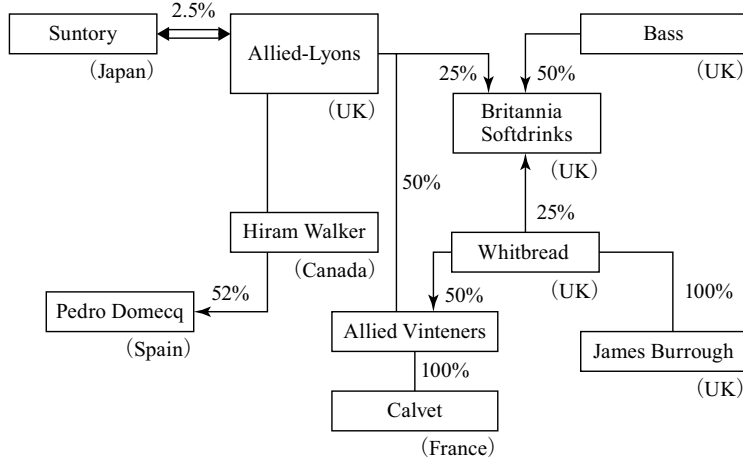 2.5%
Suntory
Allied-Lyons
Bass
(Japan)
(UK)
25%
50%
(UK)
Britannia
Softdrinks
(UK)
50%
25%
Hiram Walker
Whitbread
(Canada)
(UK)
52%
50%
100%
Pedro Domecq
Allied Vinteners
(Spain)
James Burrough
100%
(UK)
Calvet
(France)